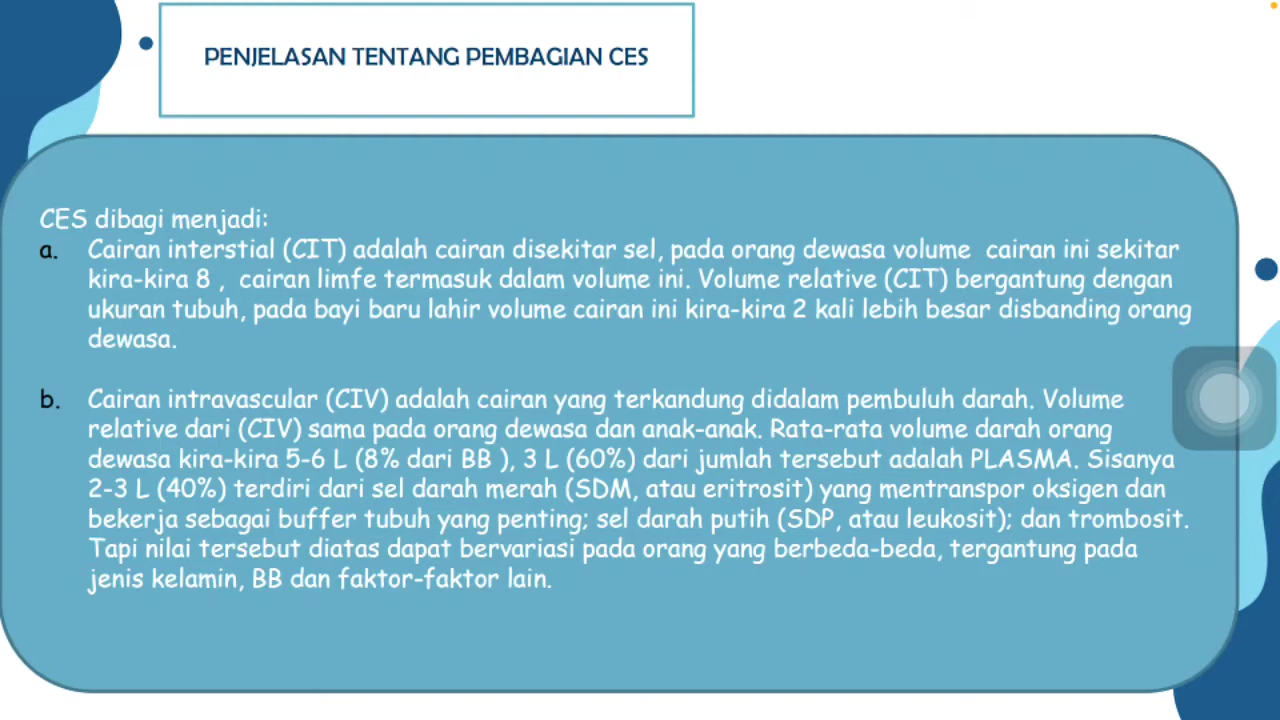 PENJELASAN TENTANG PEMBAGIAN CES
CES dibagi menjadi:
a. Cairan interstial (CIT) adalah cairan disekitar sel, pada orang dewasa volume cairan ini sekitar
kira-kira 8 , cairan limfe termasuk dalam volume ini. Volume relative (CIT) bergantung dengan
ukuran tubuh, pada bayi baru lahir volume cairan ini kira-kira 2 kali lebih besar disbanding orang
dewasa.
b. Cairan intravascular (CIV) adalah cairan yang terkandung didalam pembuluh darah. Volume
relative dari (CIV) sama pada orang dewasa dan anak-anak. Rata-rata volume darah orang
dewasa kira-kira 5-6 L (8% dari BB ), 3 L (60%) dari jumlah tersebut adalah PLASMA. Sisanya
2-3 L (40%) terdiri dari sel darah merah (SDM, atau eritrosit) yang mentranspor oksigen dan
bekerja sebagai buffer tubuh yang penting; sel darah putih (SDP, atau leukosit); dan trombosit.
Tapi nilai tersebut diatas dapat bervariasi pada orang yang berbeda-beda, tergantung pada
jenis kelamin, BB dan faktor-faktor lain.